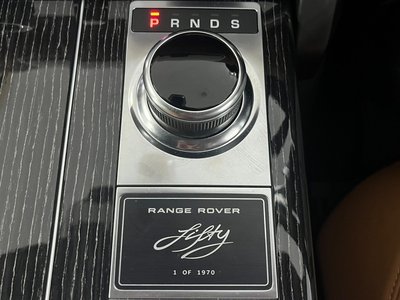 P R N D S
RANGE ROVER
Fifty
1 OF 1970